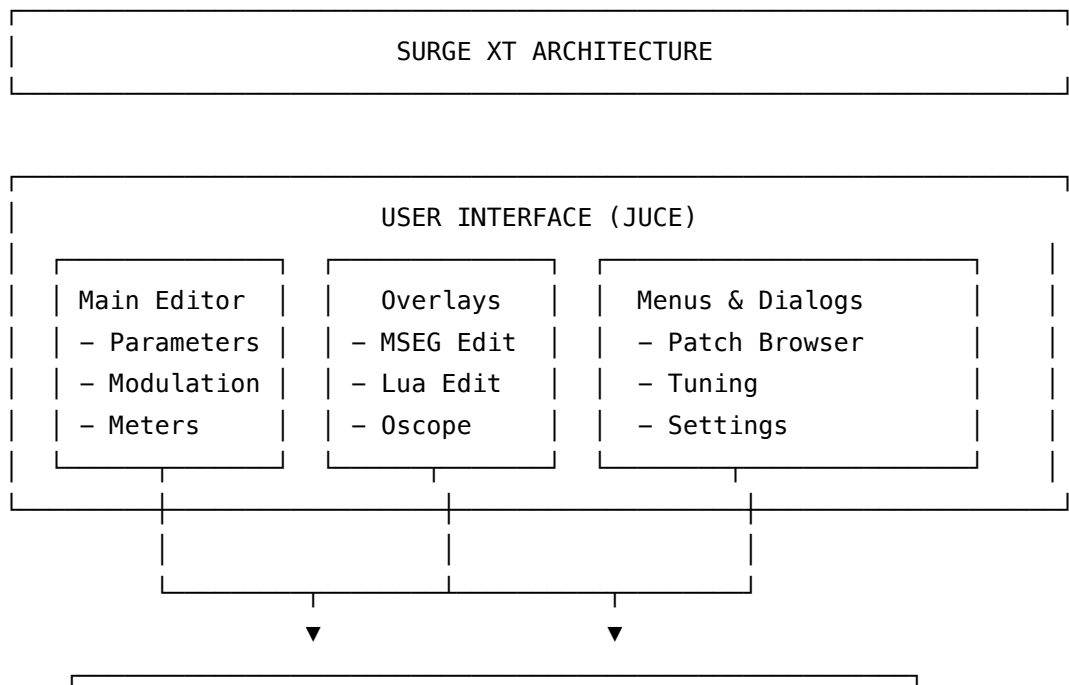 SURGE XT ARCHITECTURE
USER INTERFACE (JUCE)
Main Editor
– Parameters
– Modulation
– Meters
Overlays
– MSEG Edit
– Lua Edit
– Oscope
Menus & Dialogs
– Patch Browser
– Tuning
– Settings